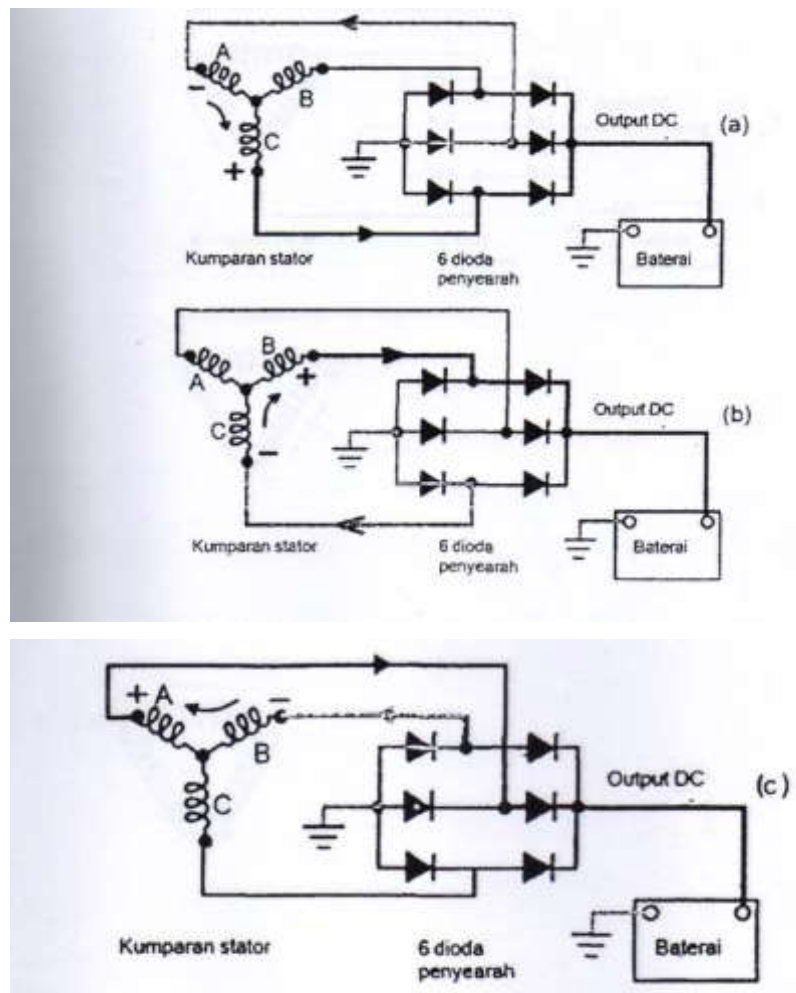 A
B
C
−
+
Output DC
(a)
Baterai
Kumparan stator
6 dioda
penyearah
A
B
+
C
−
Output DC
(b)
Baterai
Kumparan stator
6 dioda
penyearah
+ A
−
B
C
Output DC
(c)
Baterai
Kumparan stator
6 dioda
penyearah